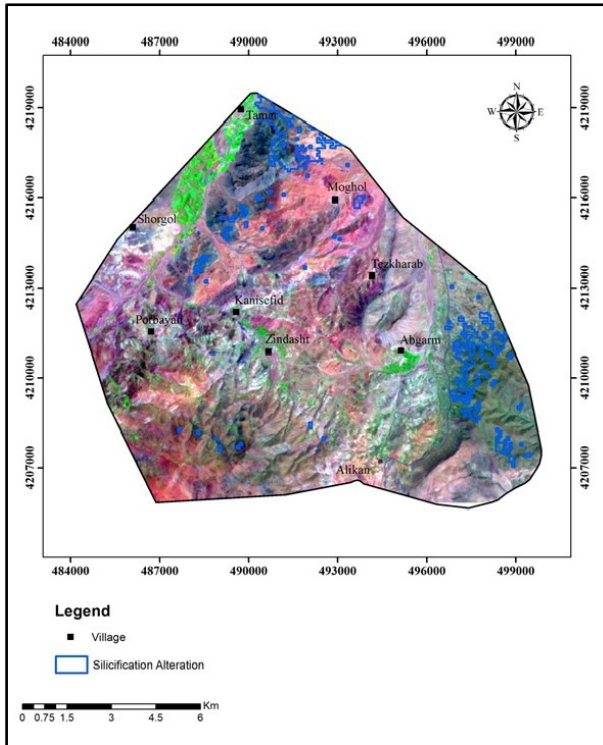 484000 487000 490000 493000 496000 499000
N
W E
S
4219000 4219000
4216000 4216000
4213000 4213000
4210000 4210000
4207000 4207000
Tamar
Moghol
Shorgol
Tezkharab
Kanisefid
Zindasht
Abgarm
Alikan
484000 487000 490000 493000 496000 499000
Legend
Village
Silicification Alteration
Km
0 0.75 1.5 3 4.5 6